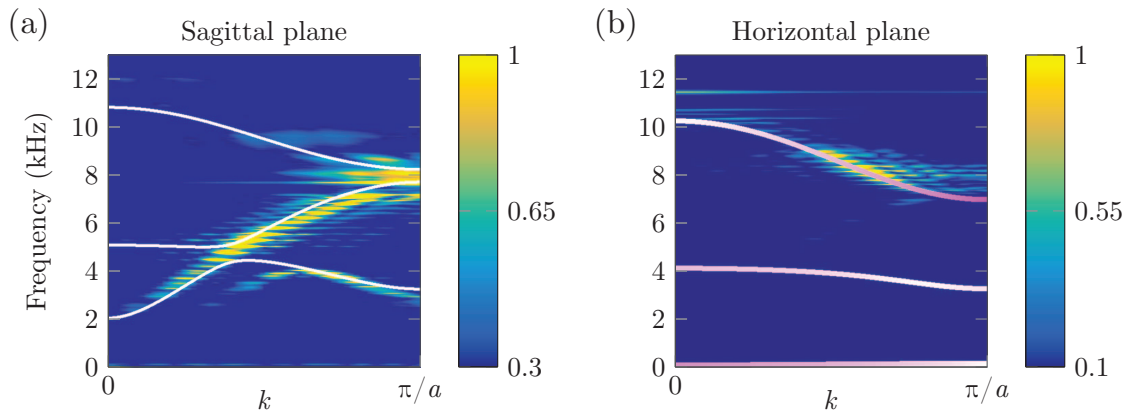 (a)
Sagittal plane
Frequency (kHz)
12
10
8
6
4
2
0
0
k
π/a
1
0.65
0.3
(b)
Horizontal plane
12
10
8
6
4
2
0
0
k
π/a
1
0.55
0.1